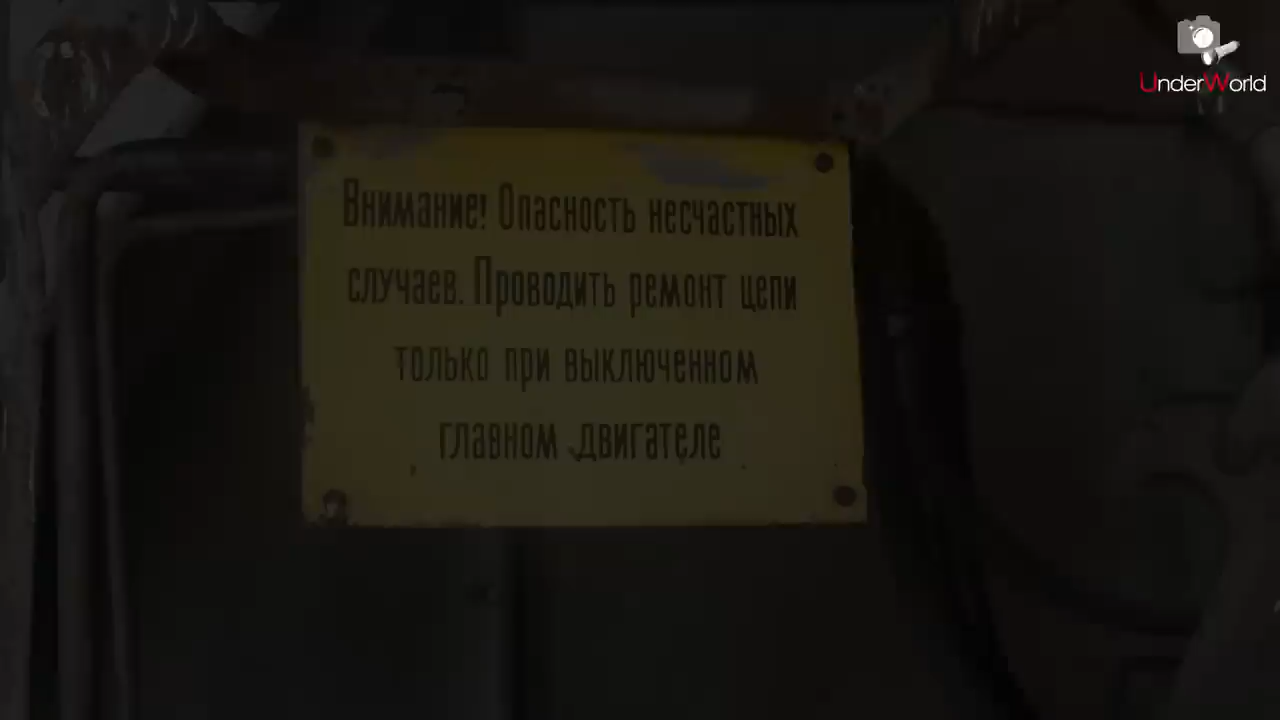 UnderWorld
Внимание! Опасность несчастных
случаев. Проводить ремонт цепи
только при выключенном
главном двигателе